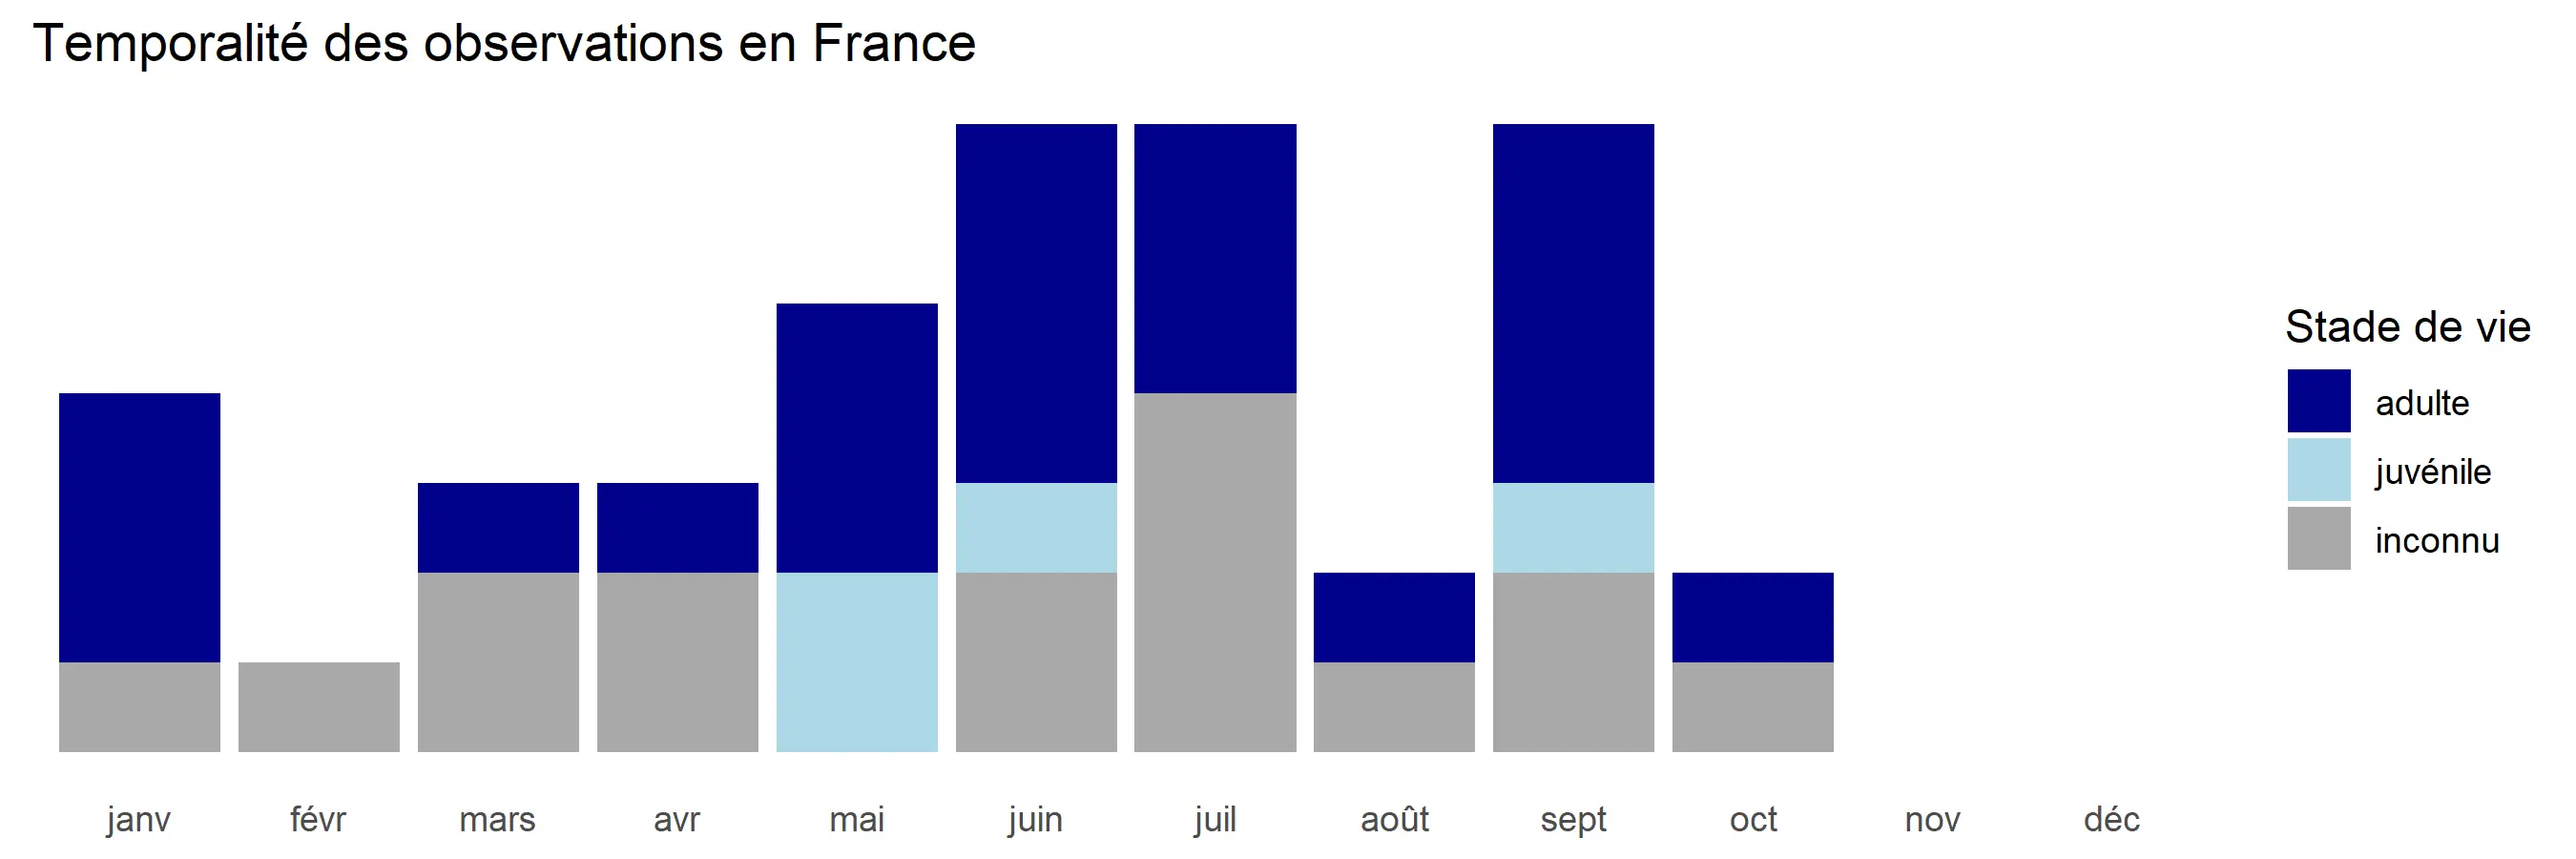 Temporalité des observations en France
Stade de vie
adulte
juvénile
inconnu
janv févr mars avr mai juin juil août sept oct nov déc